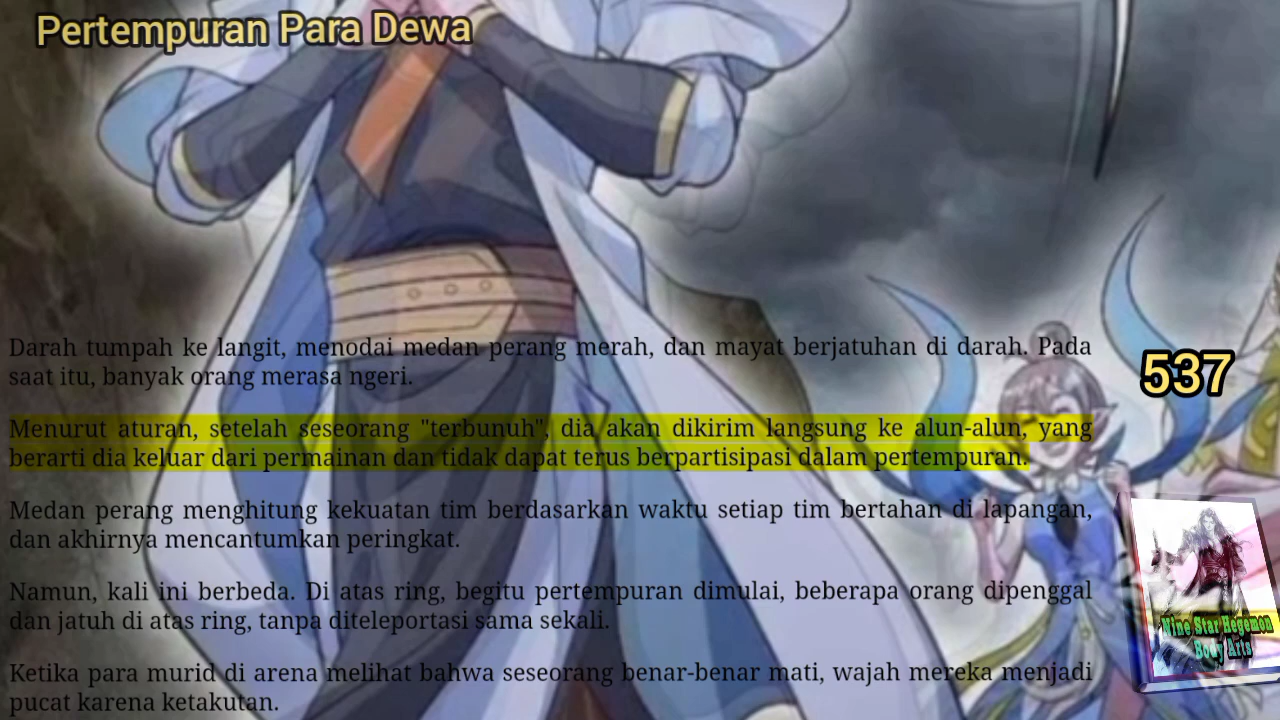 Pertempuran Para Dewa
Darah tumpah ke langit, menodai medan perang merah, dan mayat berjatuhan di darah. Pada
saat itu, banyak orang merasa ngeri.
Menurut aturan, setelah seseorang "terbunuh", dia akan dikirim langsung ke alun-alun, yang
berarti dia keluar dari permainan dan tidak dapat terus berpartisipasi dalam pertempuran.
Medan perang menghitung kekuatan tim berdasarkan waktu setiap tim bertahan di lapangan,
dan akhirnya mencantumkan peringkat.
Namun, kali ini berbeda. Di atas ring, begitu pertempuran dimulai, beberapa orang dipenggal
dan jatuh di atas ring, tanpa diteleportasi sama sekali.
Ketika para murid di arena melihat bahwa seseorang benar-benar mati, wajah mereka menjadi
pucat karena ketakutan.
537
Nine Star Hegemon
Body Arts